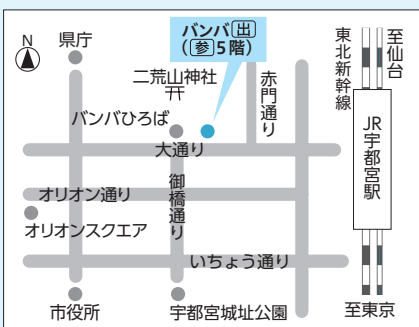 N
県庁
バンバ出
(参5階)
二荒山神社
赤門通り
東北新幹線
至仙台
バンバひろば
大通り
JR宇都宮駅
オリオン通り
御橋通り
オリオンスクエア
いちょう通り
市役所
宇都宮城址公園
至東京